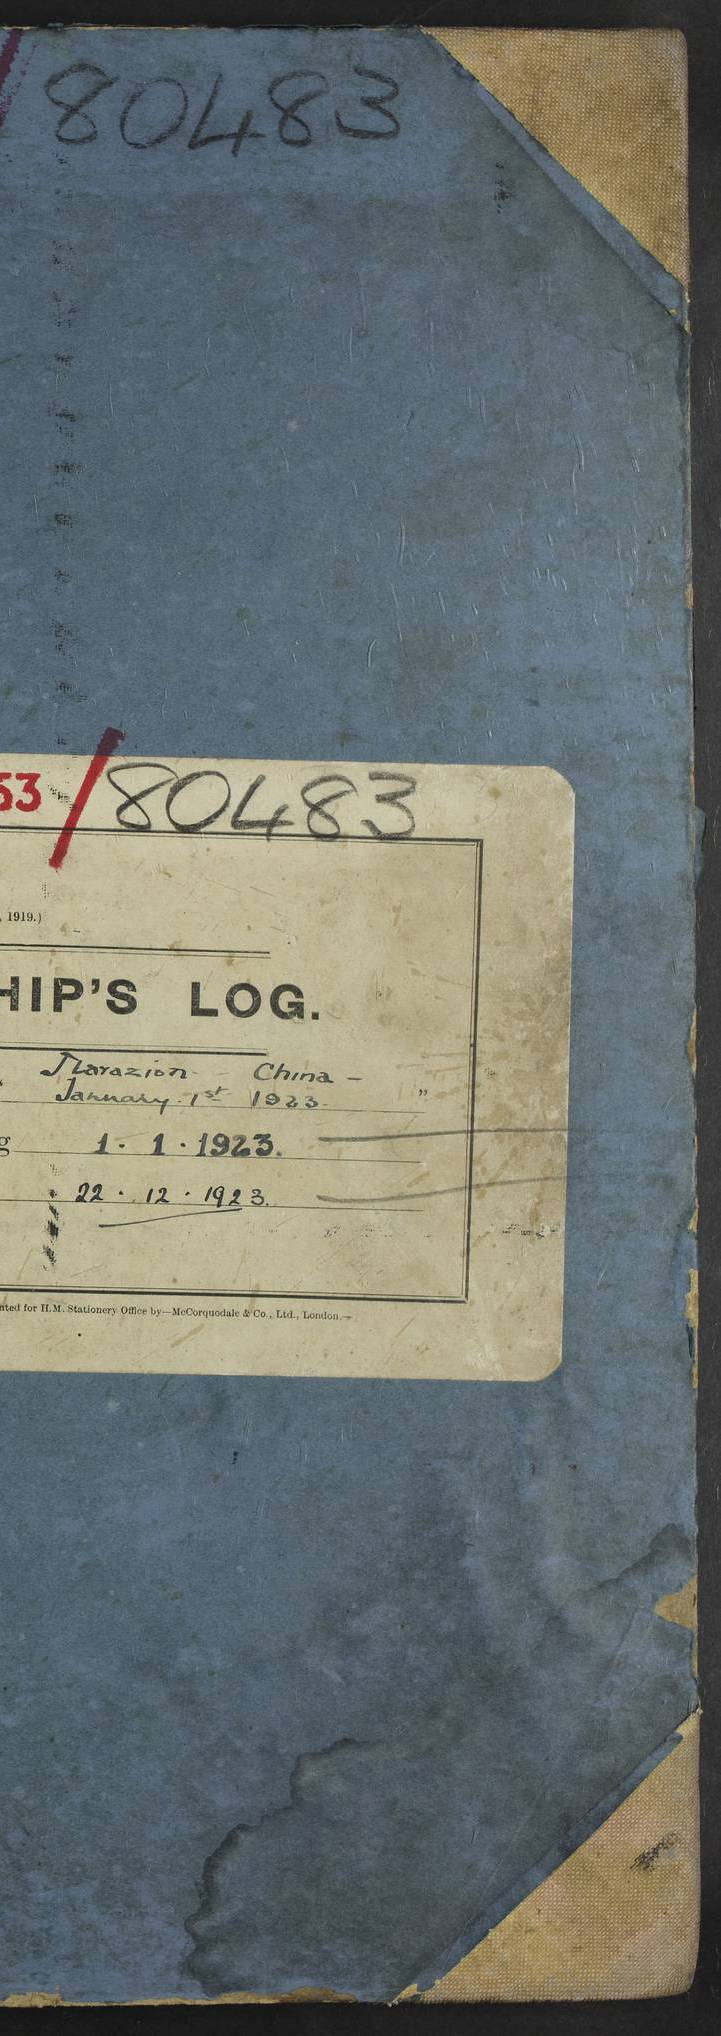 /80483
53/80483
, 1919.)
HIP'S LOG.
Marazion - China -
January. 1st 1923. "
g 1. 1. 1923.
22. 12. 1923.
nted for H.M. Stationery Office by—McCorquodale & Co., Ltd., London.—